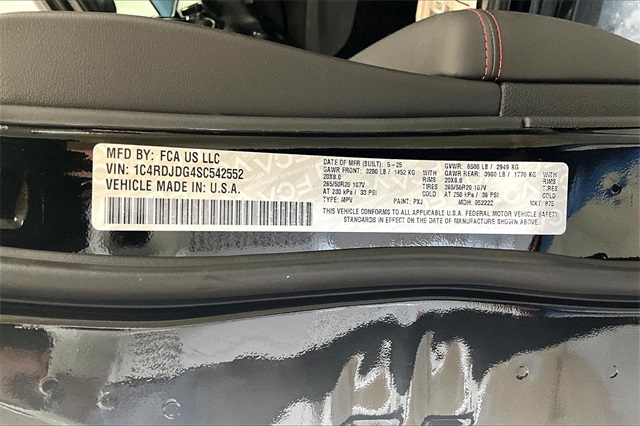 MFD BY: FCA US LLC
VIN: 1C4RDJDG4SC542552
VEHICLE MADE IN U.S.A.
DATE OF MFR (BUILT): 5-25 GVWR: 6500 LB / 2949 KG
GAWR FRONT: 3200 LB / 1452 KG WITH GAWR REAR: 3900 LB / 1770 KG WITH
20X8.0 RIMS 20X8.0 RIMS
265/50R20 107V TIRES 265/50R20 107V TIRES
AT 230 kPa / 33 PSI COLD AT 250 kPa / 36 PSI COLD
TYPE: MPV PAINT: PXJ MDH: 052222 MKT: 875
THIS VEHICLE CONFORMS TO ALL APPLICABLE U.S.A. FEDERAL MOTOR VEHICLE SAFETY
STANDARDS IN EFFECT ON THE DATE OF MANUFACTURE SHOWN ABOVE.